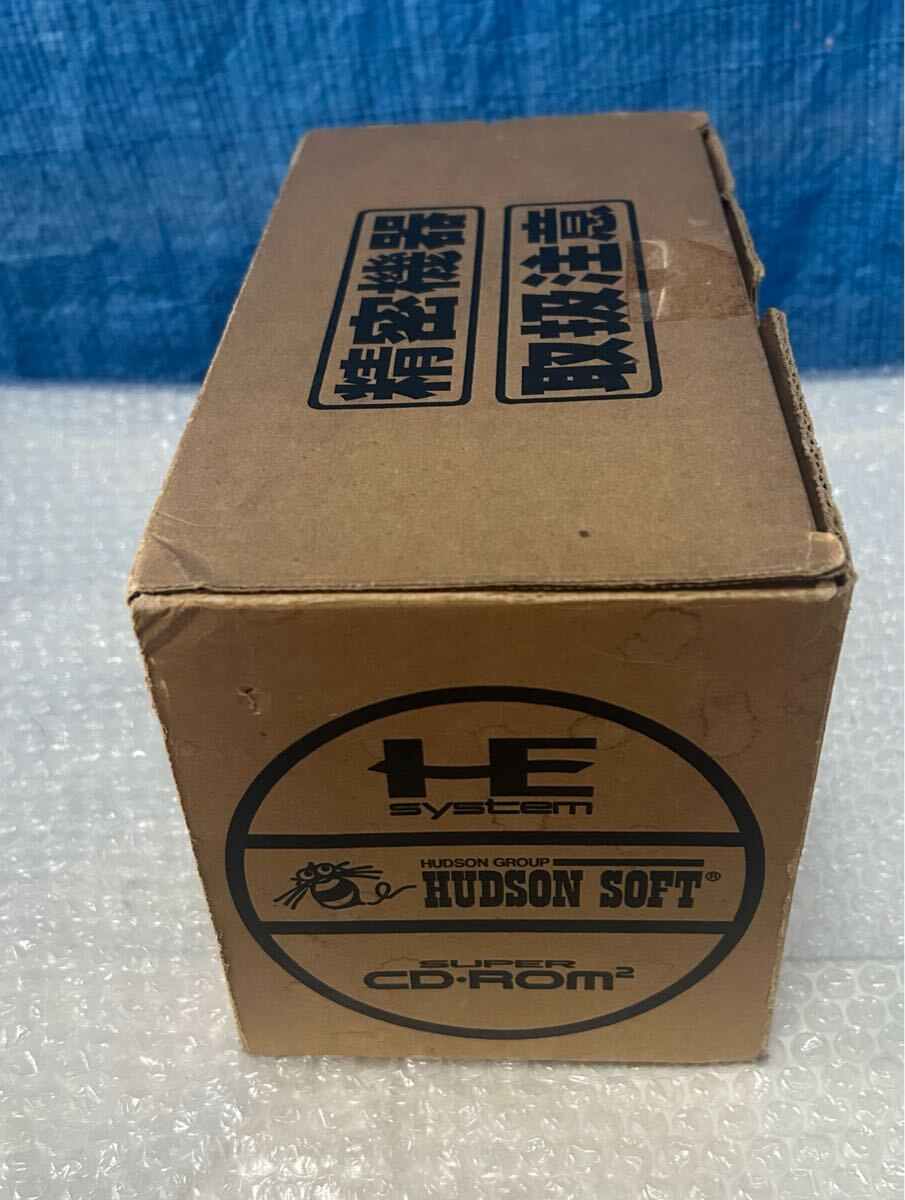 精密機器
取扱注意
HE
system
HUDSON GROUP
HUDSON SOFT®
SUPER
CD·ROM²